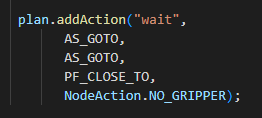 plan.addAction("wait",
AS_GOTO,
AS_GOTO,
PF_CLOSE_TO,
NodeAction.NO_GRIPPER);